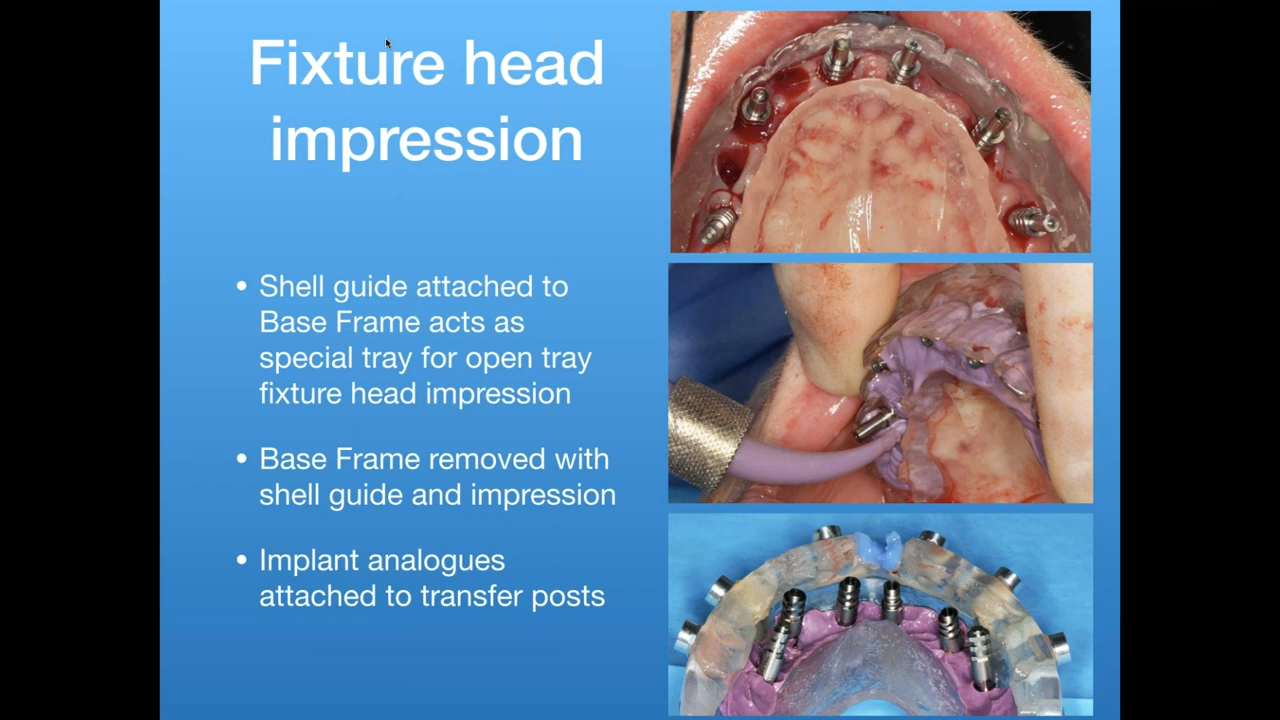 Fixture head
impression
• Shell guide attached to
Base Frame acts as
special tray for open tray
fixture head impression
• Base Frame removed with
shell guide and impression
• Implant analogues
attached to transfer posts